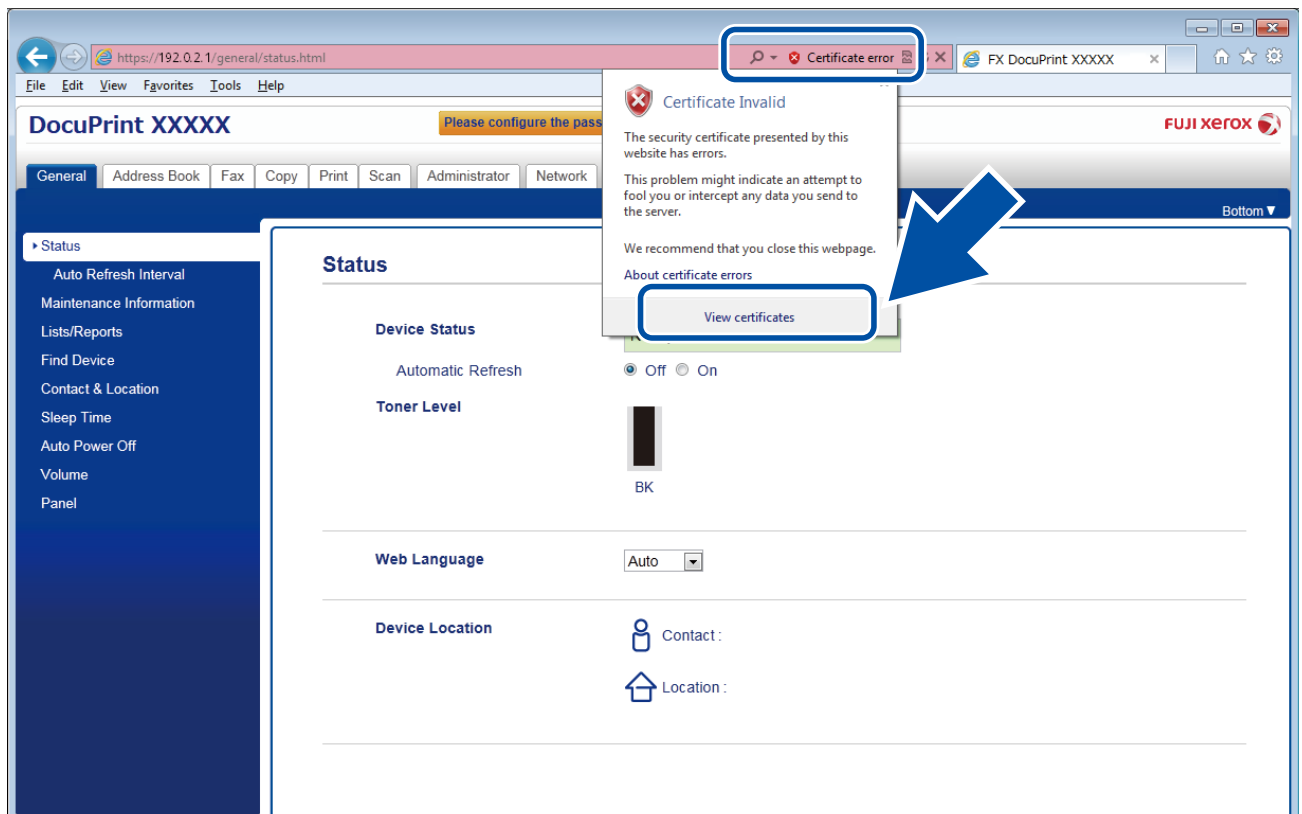 https://192.0.2.1/general/status.html
Certificate error
FX DocuPrint XXXXX
File Edit View Favorites Tools Help
DocuPrint XXXXX
Please configure the pass
FUJI xerox
General Address Book Fax Copy Print Scan Administrator Network
Bottom▼
Certificate Invalid
The security certificate presented by this
website has errors.
This problem might indicate an attempt to
fool you or intercept any data you send to
the server.
We recommend that you close this webpage.
About certificate errors
View certificates
Status
Auto Refresh Interval
Maintenance Information
Lists/Reports
Find Device
Contact & Location
Sleep Time
Auto Power Off
Volume
Panel
Status
Device Status
Automatic Refresh
Off On
Toner Level
BK
Web Language
Auto
Device Location
Contact :
Location :